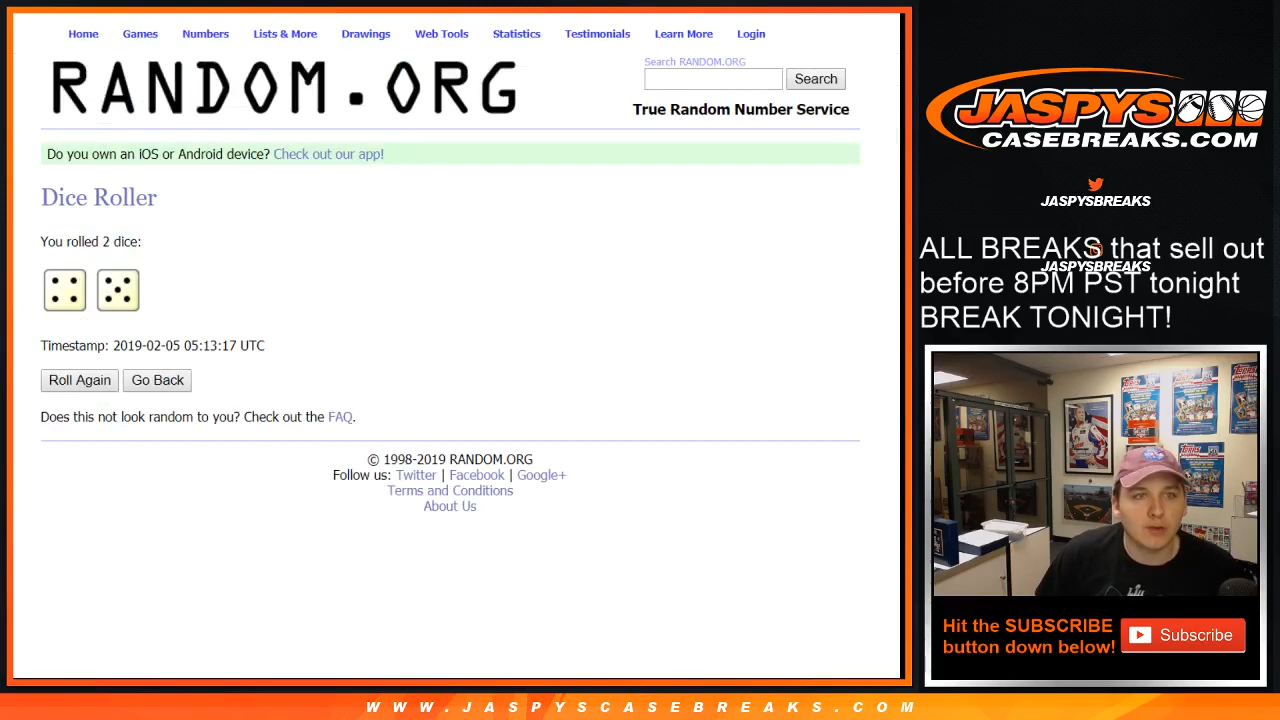 Home Games Numbers Lists & More Drawings Web Tools Statistics Testimonials Learn More Login
RANDOM.ORG
Search RANDOM.ORG
Search
True Random Number Service
Do you own an iOS or Android device? Check out our app!
Dice Roller
You rolled 2 dice:
Timestamp: 2019-02-05 05:13:17 UTC
Roll Again Go Back
Does this not look random to you? Check out the FAQ.
© 1998-2019 RANDOM.ORG
Follow us: Twitter | Facebook | Google+
Terms and Conditions
About Us
JASPYS
CASEBREAKS.COM
JASPYSBREAKS
ALL BREAKS that sell out
JASPYSBREAKS
before 8PM PST tonight
BREAK TONIGHT!
Hit the SUBSCRIBE
button down below!
Subscribe
WWW.JASPYSCASEBREAKS.COM